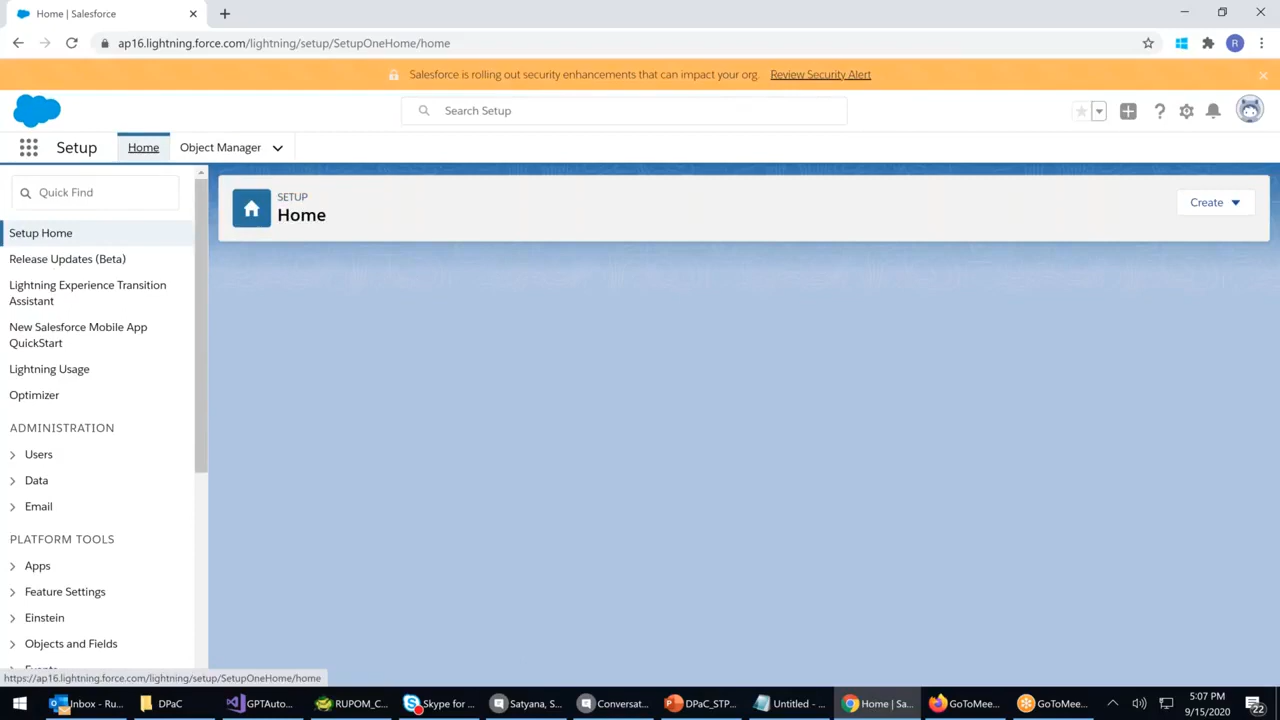 Home | Salesforce
ap16.lightning.force.com/lightning/setup/SetupOneHome/home
R
Salesforce is rolling out security enhancements that can impact your org. Review Security Alert
Search Setup
Setup
Home
Object Manager
Quick Find
SETUP
Home
Create
Setup Home
Release Updates (Beta)
Lightning Experience Transition
Assistant
New Salesforce Mobile App
QuickStart
Lightning Usage
Optimizer
ADMINISTRATION
Users
Data
Email
PLATFORM TOOLS
Apps
Feature Settings
Einstein
Objects and Fields
Events
https://ap16.lightning.force.com/lightning/setup/SetupOneHome/home
Inbox - Ru...
DPaC
GPTAuto...
RUPOM_C...
Skype for ...
Satyana, S...
Conversat...
DPaC_STP...
Untitled - ...
Home | Sa...
GoToMee...
GoToMee...
5:07 PM
9/15/2020
22